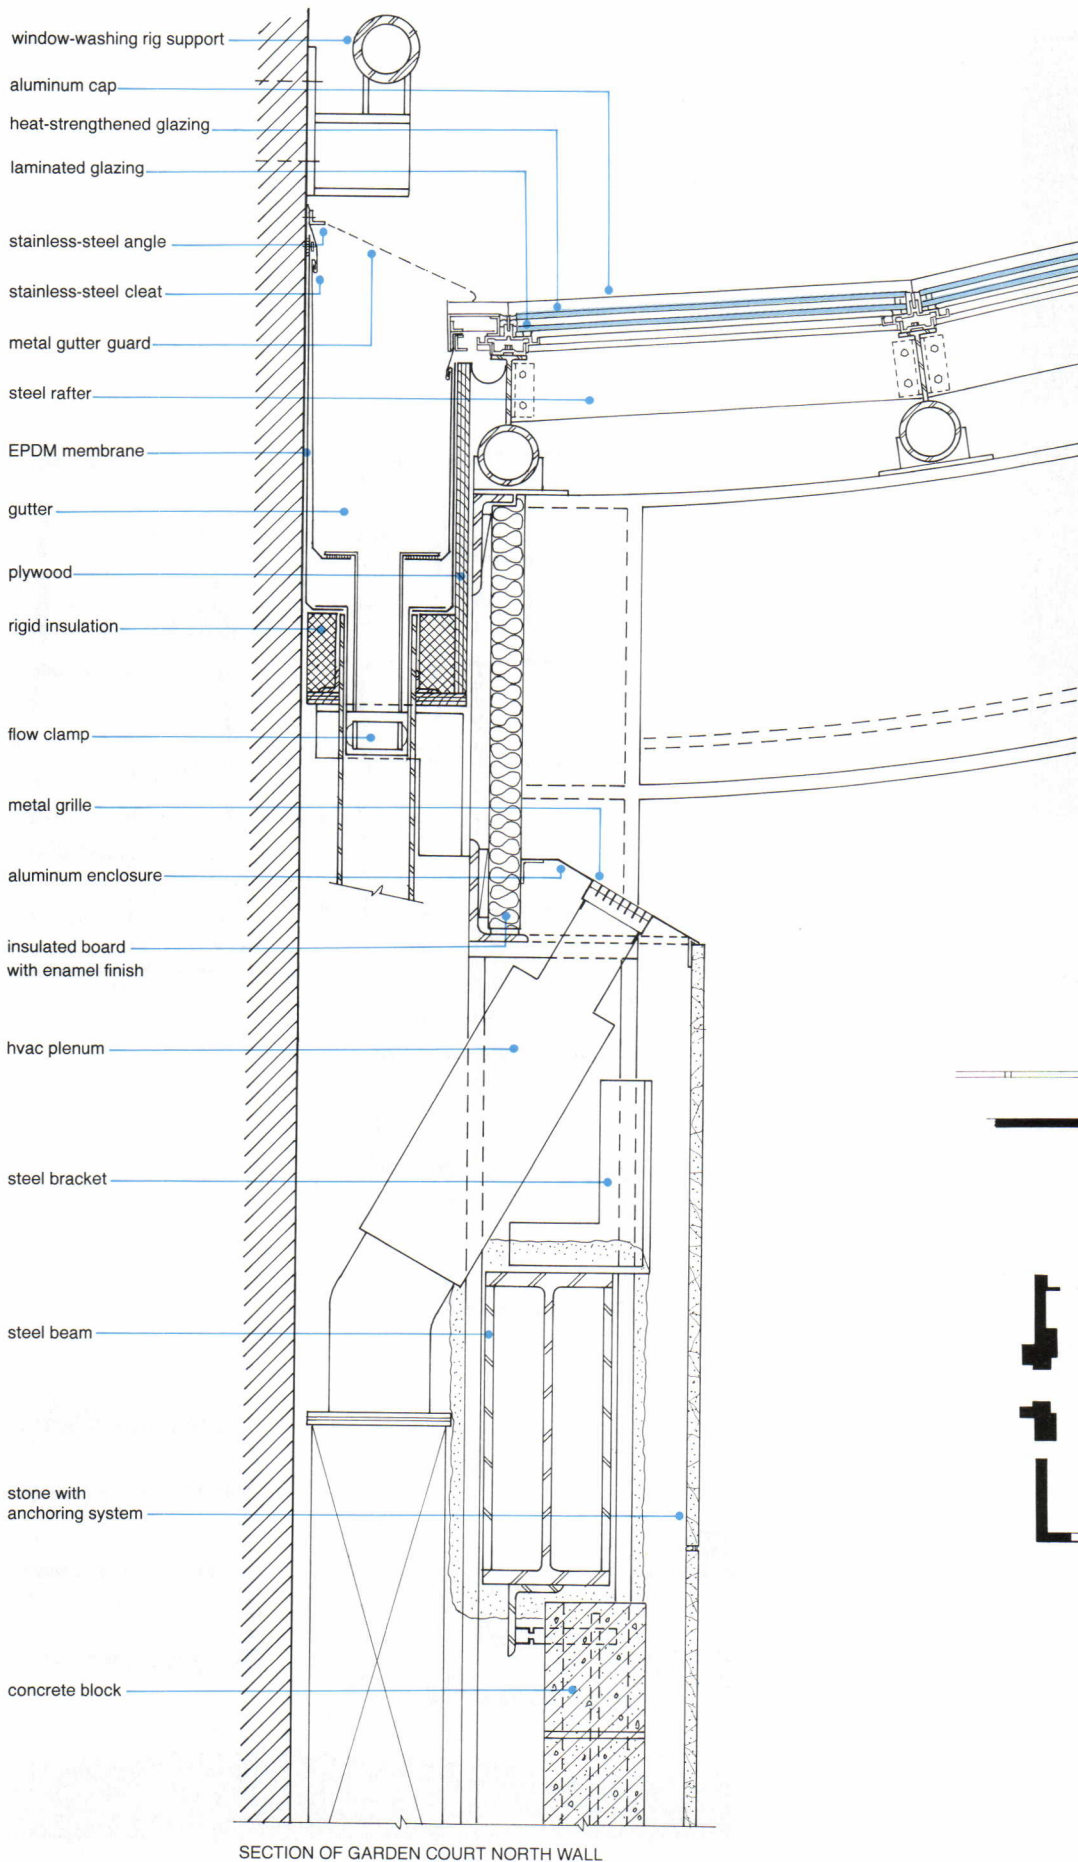 window-washing rig support
aluminum cap
heat-strengthened glazing
laminated glazing
stainless-steel angle
stainless-steel cleat
metal gutter guard
steel rafter
EPDM membrane
gutter
plywood
rigid insulation
flow clamp
metal grille
aluminum enclosure
insulated board
with enamel finish
hvac plenum
steel bracket
steel beam
stone with
anchoring system
concrete block
SECTION OF GARDEN COURT NORTH WALL